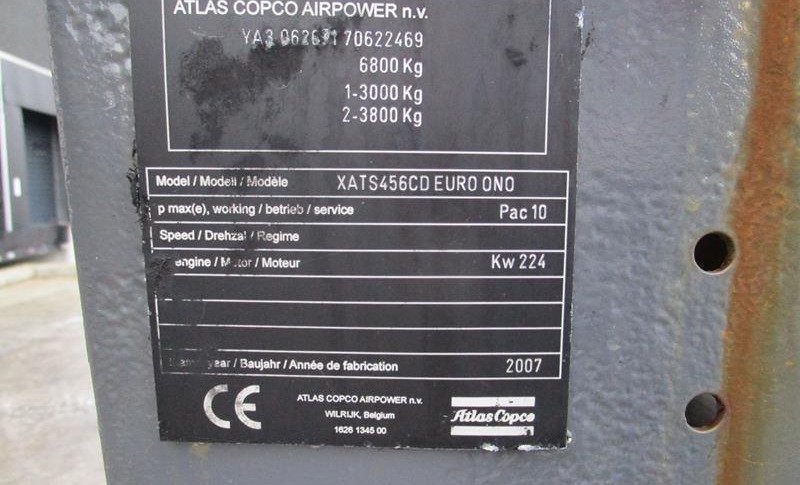 ATLAS COPCO AIRPOWER n.v.
YA3 062671 70622469
6800 Kg
1-3000 Kg
2-3800 Kg
Model / Modell / Modèle XATS456CD EURO ONO
p max(e), working / betrieb / service Pac 10
Speed / Drehzal / Regime
engine / Motor / Moteur Kw 224
year / Baujahr / Année de fabrication 2007
CE
ATLAS COPCO AIRPOWER n.v.
WILRIJK, Belgium
1626 1345 00
Atlas Copco